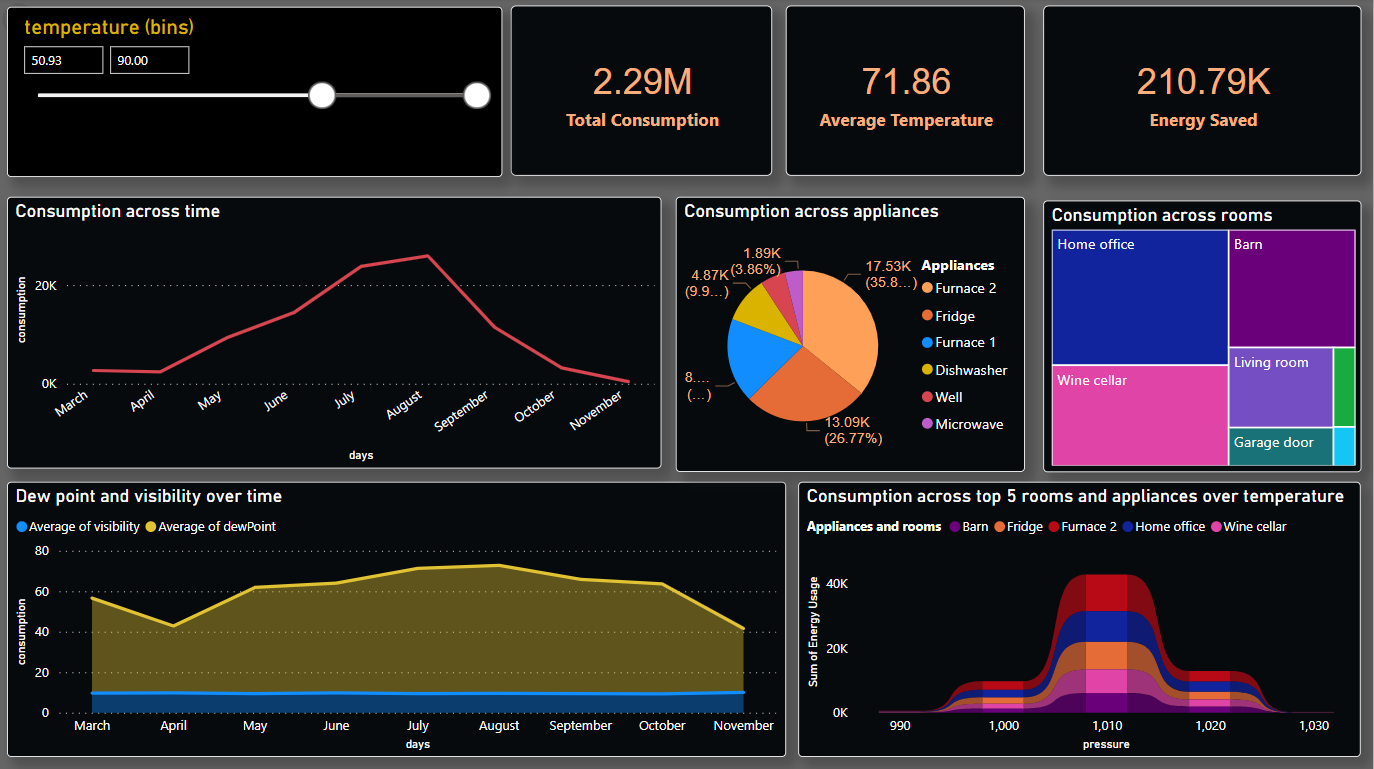 temperature (bins)
50.93
90.00
2.29M
Total Consumption
71.86
Average Temperature
210.79K
Energy Saved
Consumption across time
consumption
20K
0K
March
April
May
June
July
August
September
October
November
days
Consumption across appliances
1.89K
(3.86%)
4.87K
(9.9...)
8....
(...)
17.53K
(35.8...)
13.09K
(26.77%)
Appliances
Furnace 2
Fridge
Furnace 1
Dishwasher
Well
Microwave
Consumption across rooms
Home office
Barn
Wine cellar
Living room
Garage door
Dew point and visibility over time
Average of visibility
Average of dewPoint
consumption
80
60
40
20
0
March
April
May
June
July
August
September
October
November
days
Consumption across top 5 rooms and appliances over temperature
Appliances and rooms
Barn
Fridge
Furnace 2
Home office
Wine cellar
Sum of Energy Usage
40K
20K
0K
990
1,000
1,010
1,020
1,030
pressure